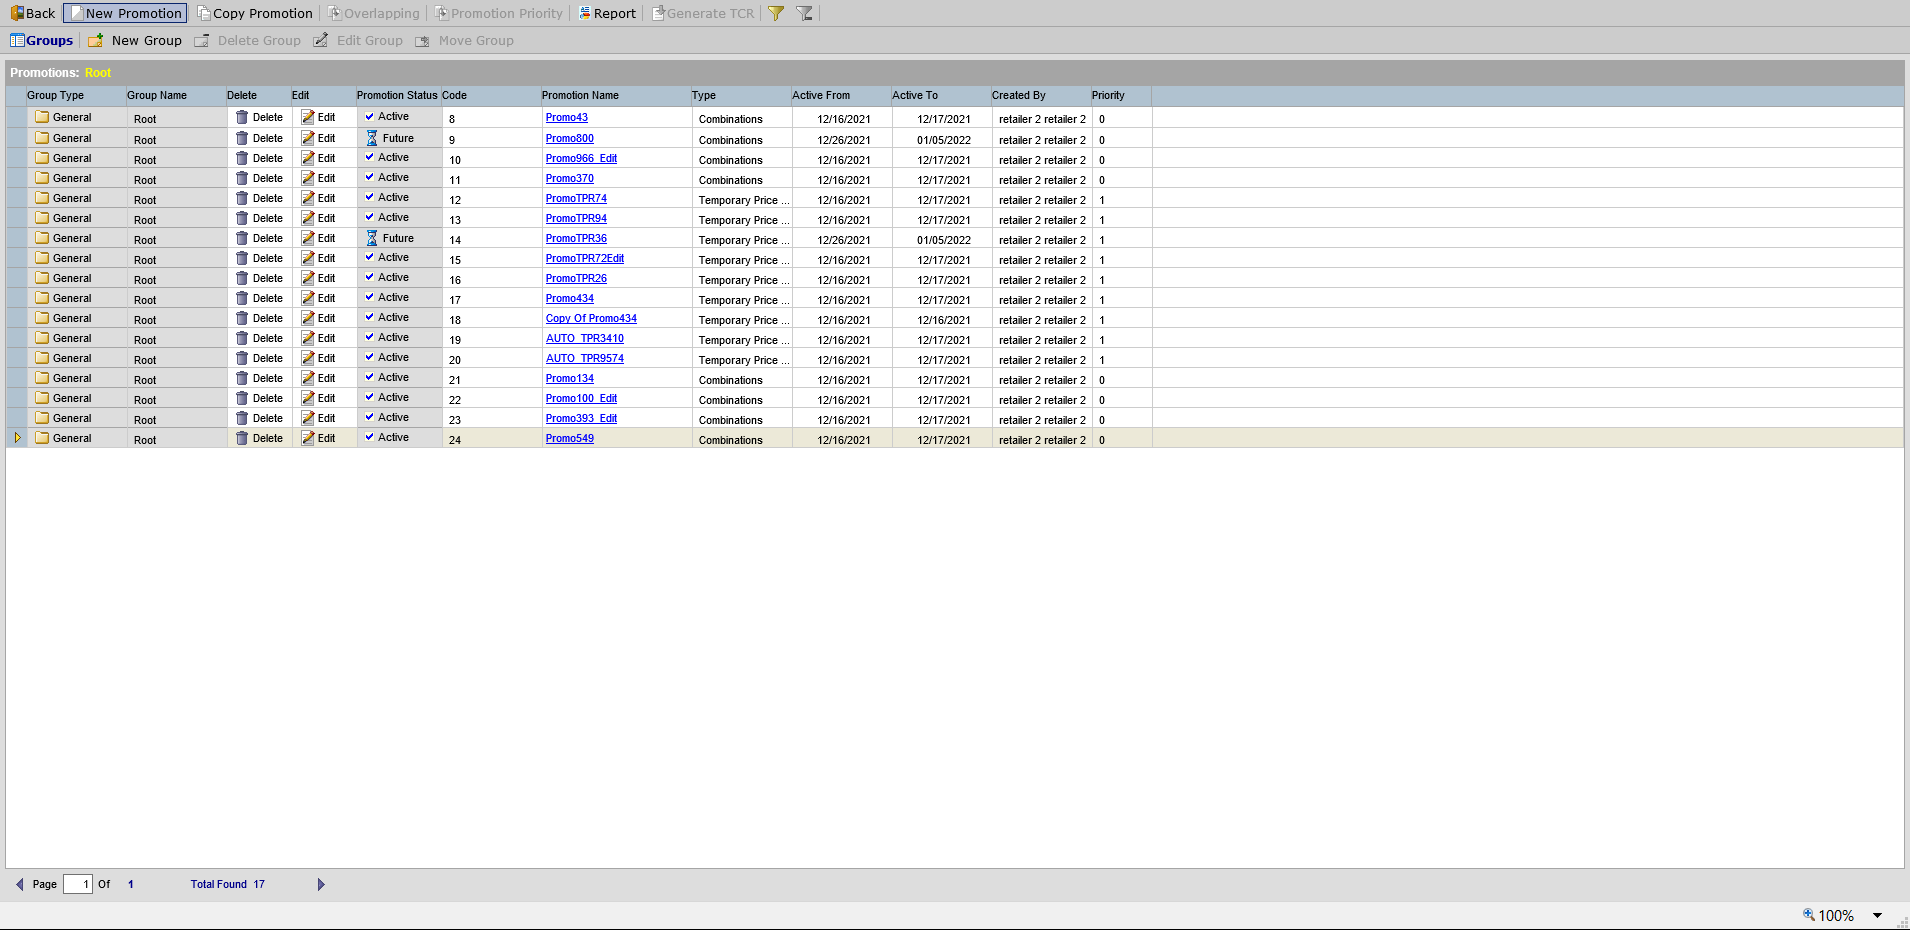 Back New Promotion Copy Promotion Overlapping Promotion Priority Report Generate TCR
Groups New Group Delete Group Edit Group Move Group
Promotions: Root
Group Type Group Name Delete Edit Promotion Status Code Promotion Name Type Active From Active To Created By Priority
General Root Delete Edit Active 8 Promo43 Combinations 12/16/2021 12/17/2021 retailer 2 retailer 2 0
General Root Delete Edit Future 9 Promo800 Combinations 12/26/2021 01/05/2022 retailer 2 retailer 2 0
General Root Delete Edit Active 10 Promo966_Edit Combinations 12/16/2021 12/17/2021 retailer 2 retailer 2 0
General Root Delete Edit Active 11 Promo370 Combinations 12/16/2021 12/17/2021 retailer 2 retailer 2 0
General Root Delete Edit Active 12 PromoTPR74 Temporary Price ... 12/16/2021 12/17/2021 retailer 2 retailer 2 1
General Root Delete Edit Active 13 PromoTPR94 Temporary Price ... 12/16/2021 12/17/2021 retailer 2 retailer 2 1
General Root Delete Edit Future 14 PromoTPR36 Temporary Price ... 12/26/2021 01/05/2022 retailer 2 retailer 2 1
General Root Delete Edit Active 15 PromoTPR72Edit Temporary Price ... 12/16/2021 12/17/2021 retailer 2 retailer 2 1
General Root Delete Edit Active 16 PromoTPR26 Temporary Price ... 12/16/2021 12/17/2021 retailer 2 retailer 2 1
General Root Delete Edit Active 17 Promo434 Temporary Price ... 12/16/2021 12/17/2021 retailer 2 retailer 2 1
General Root Delete Edit Active 18 Copy Of Promo434 Temporary Price ... 12/16/2021 12/16/2021 retailer 2 retailer 2 1
General Root Delete Edit Active 19 AUTO_TPR3410 Temporary Price ... 12/16/2021 12/17/2021 retailer 2 retailer 2 1
General Root Delete Edit Active 20 AUTO_TPR9574 Temporary Price ... 12/16/2021 12/17/2021 retailer 2 retailer 2 1
General Root Delete Edit Active 21 Promo134 Combinations 12/16/2021 12/17/2021 retailer 2 retailer 2 0
General Root Delete Edit Active 22 Promo100_Edit Combinations 12/16/2021 12/17/2021 retailer 2 retailer 2 0
General Root Delete Edit Active 23 Promo393_Edit Combinations 12/16/2021 12/17/2021 retailer 2 retailer 2 0
General Root Delete Edit Active 24 Promo549 Combinations 12/16/2021 12/17/2021 retailer 2 retailer 2 0
Page 1 Of 1 Total Found 17
100%